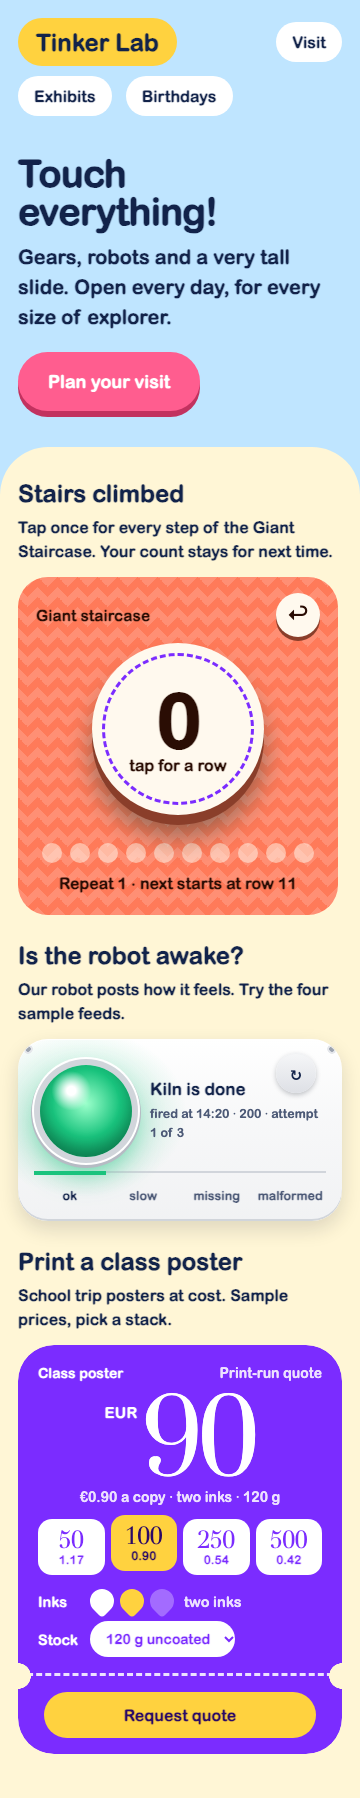 Tinker Lab
Visit
Exhibits
Birthdays
Touch
everything!
Gears, robots and a very tall
slide. Open every day, for every
size of explorer.
Plan your visit
Stairs climbed
Tap once for every step of the Giant
Staircase. Your count stays for next time.
Giant staircase
0
tap for a row
Repeat 1 · next starts at row 11
Is the robot awake?
Our robot posts how it feels. Try the four
sample feeds.
Kiln is done
fired at 14:20 · 200 · attempt
1 of 3
ok
slow
missing
malformed
Print a class poster
School trip posters at cost. Sample
prices, pick a stack.
Class poster
Print-run quote
EUR 90
€0.90 a copy · two inks · 120 g
50
1.17
100
0.90
250
0.54
500
0.42
Inks
two inks
Stock
120 g uncoated
Request quote